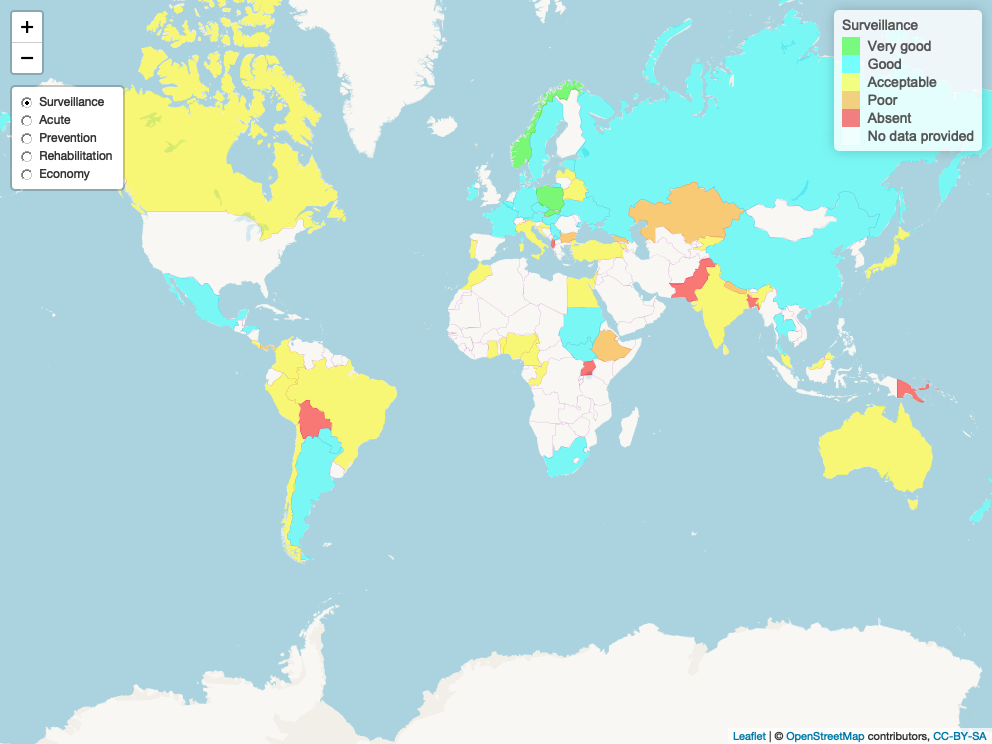 +
−
Surveillance
Acute
Prevention
Rehabilitation
Economy
Surveillance
Very good
Good
Acceptable
Poor
Absent
No data provided
Leaflet | © OpenStreetMap contributors, CC-BY-SA